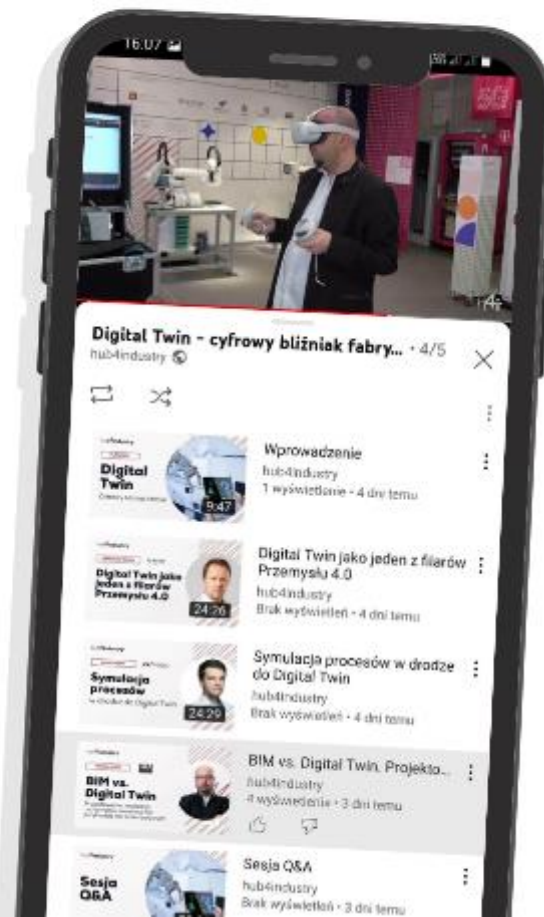 16.07
Digital Twin – cyfrowy bliźniak fabry... • 4/5
hub4industry
Digital
Twin
9:47
Wprowadzenie
hub4industry
1 wyświetlenie • 4 dni temu
Digital Twin jako
jeden z filarów
Przemysłu 4.0
24:26
Digital Twin jako jeden z filarów
Przemysłu 4.0
hub4industry
Brak wyświetleń • 4 dni temu
Symulacja
procesów
w drodze do Digital Twin
24:29
Symulacja procesów w drodze
do Digital Twin
hub4industry
Brak wyświetleń • 4 dni temu
BIM vs.
Digital Twin
BIM vs. Digital Twin. Projekto...
hub4industry
4 wyświetlenia • 3 dni temu
Sesja
Q&A
Sesja Q&A
hub4industry
Brak wyświetleń • 3 dni temu